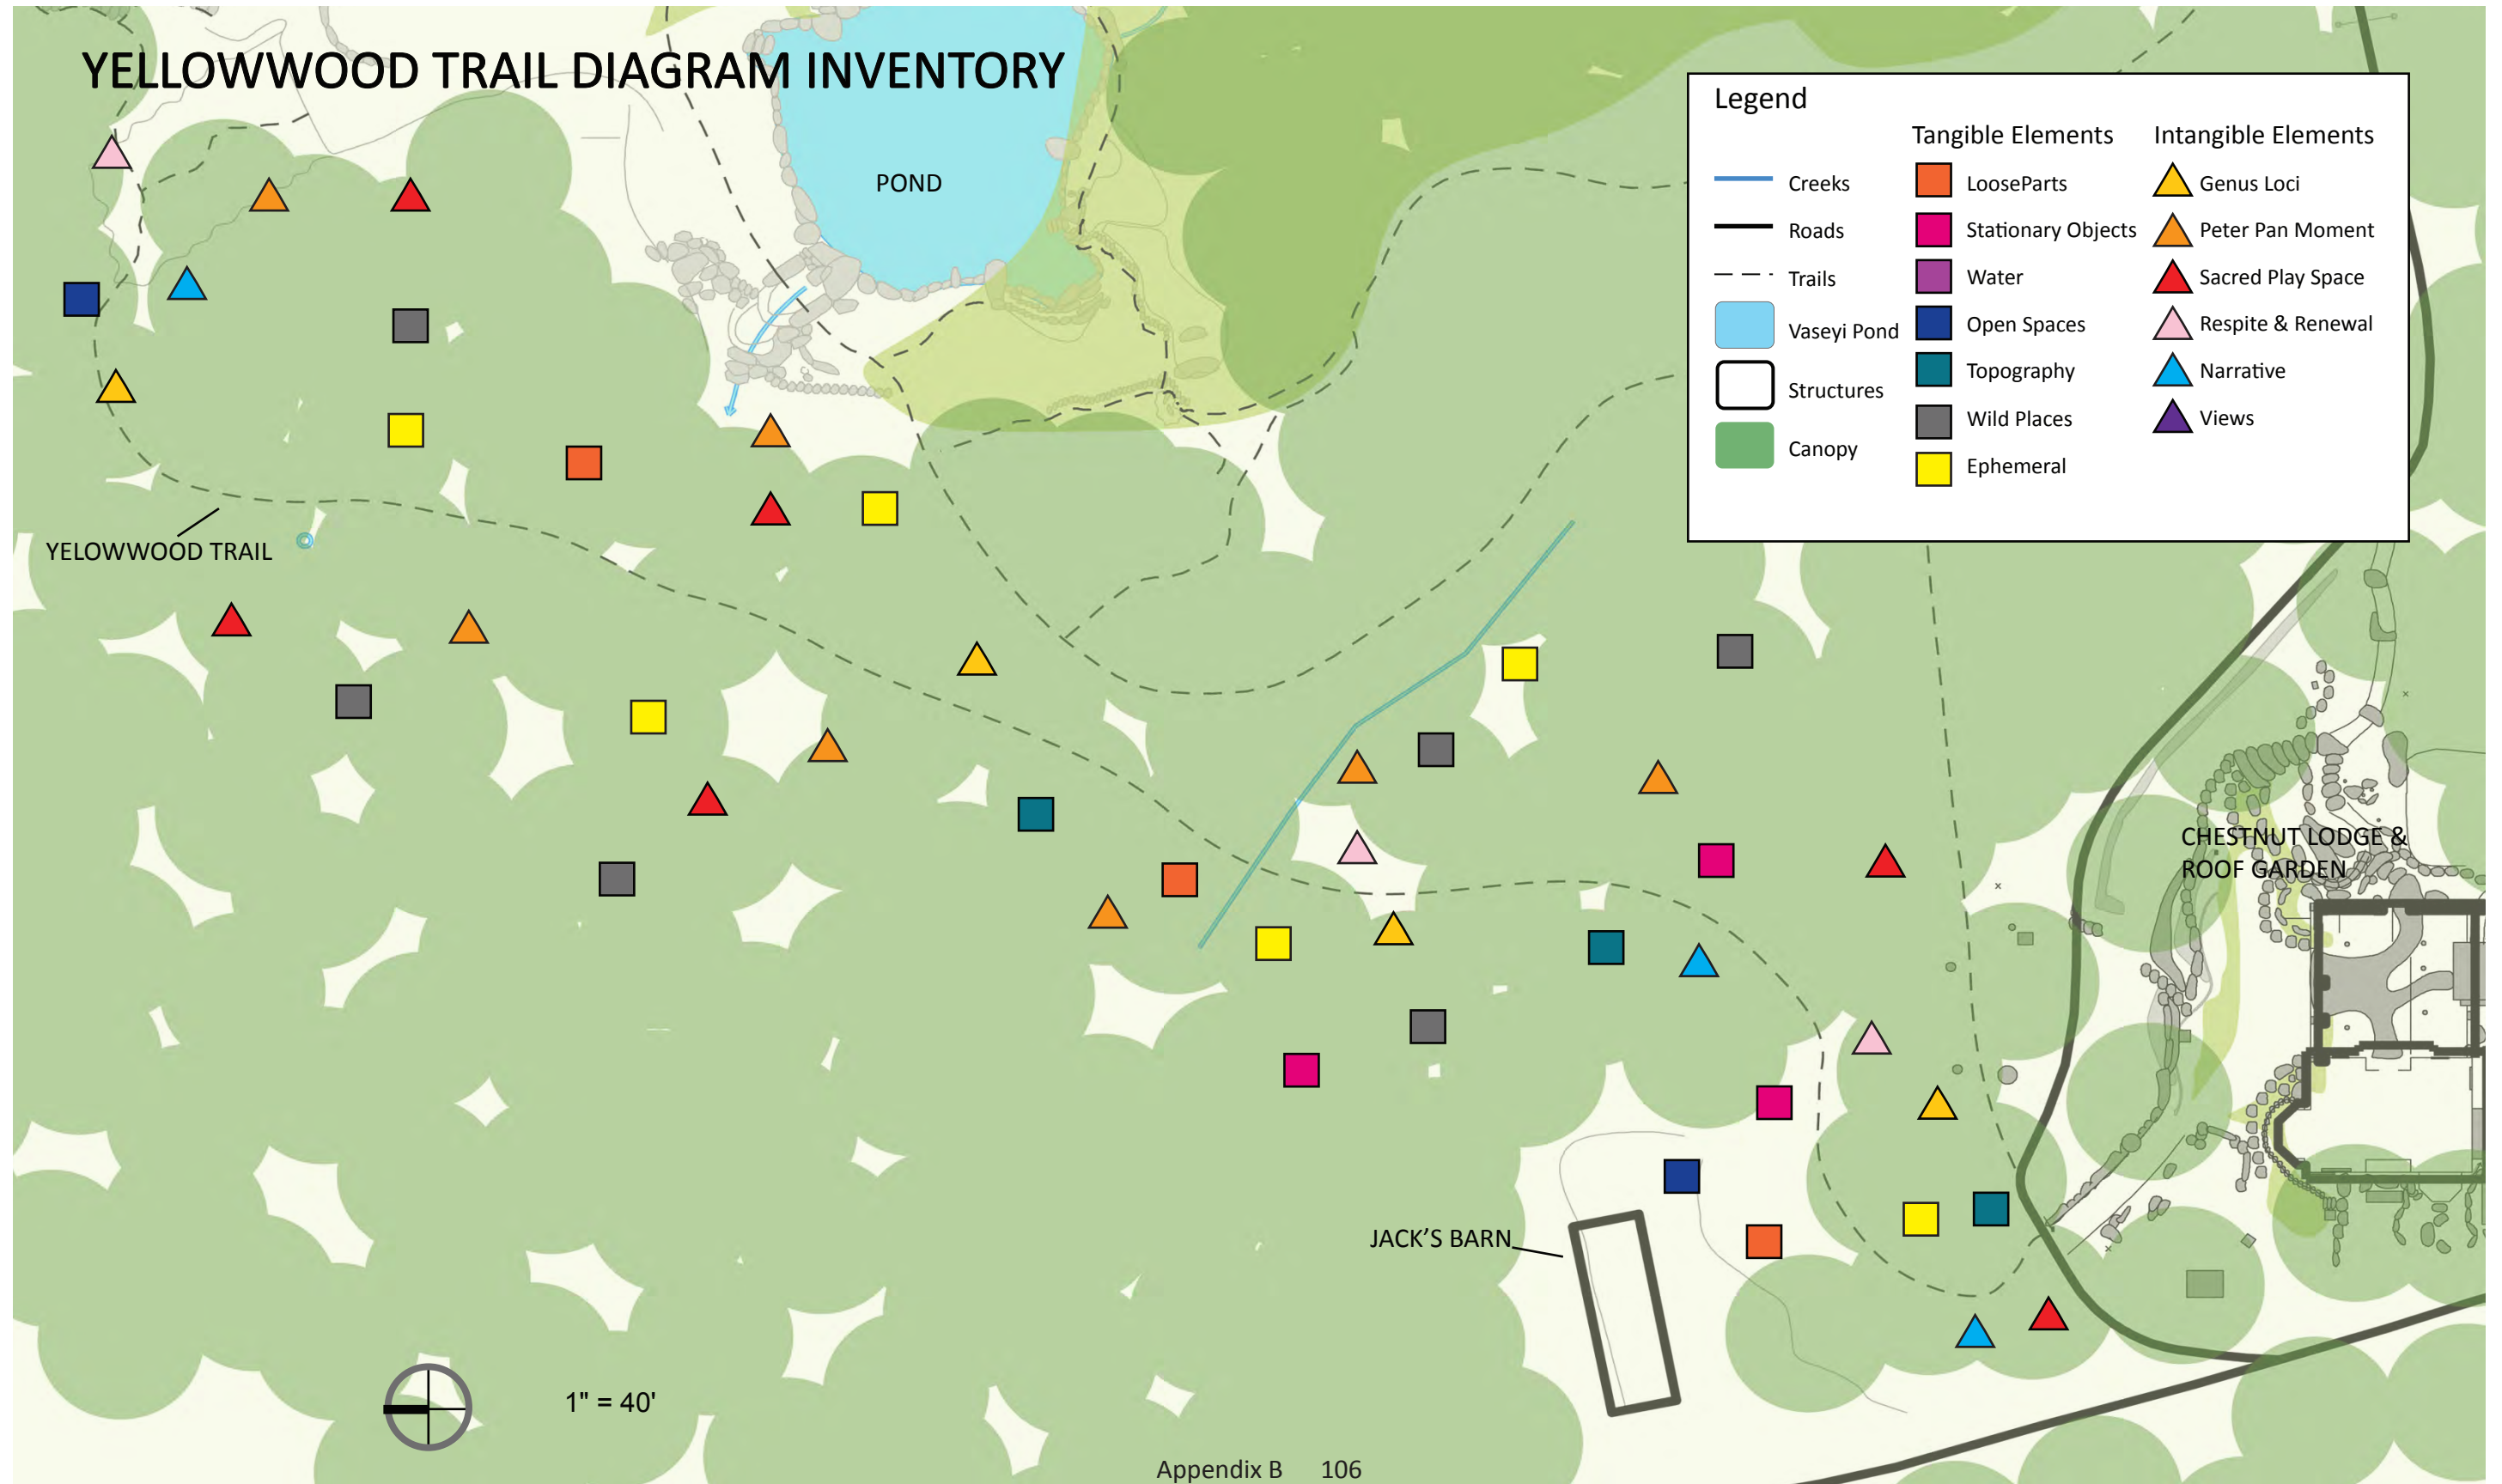 YELLOWWOOD TRAIL DIAGRAM INVENTORY
POND
Legend
Creeks
Roads
Trails
Vaseyi Pond
Structures
Canopy
Tangible Elements
LooseParts
Stationary Objects
Water
Open Spaces
Topography
Wild Places
Ephemeral
Intangible Elements
Genus Loci
Peter Pan Moment
Sacred Play Space
Respite & Renewal
Narrative
Views
YELOWWOOD TRAIL
CHESTNUT LODGE &
ROOF GARDEN
JACK'S BARN
1" = 40'
Appendix B 106